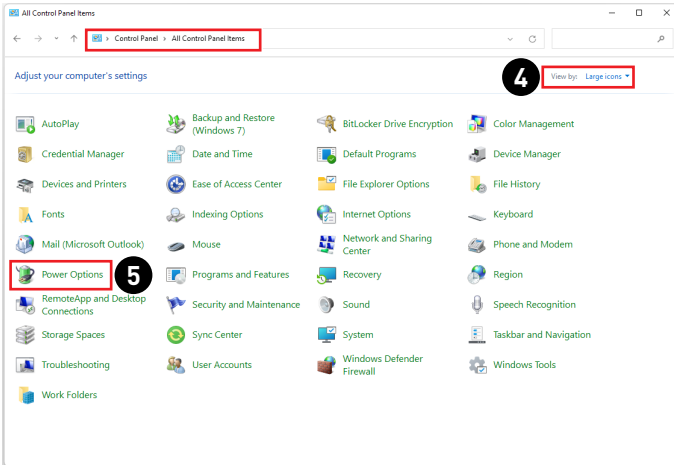 All Control Panel Items
Control Panel > All Control Panel Items
Adjust your computer's settings
4
View by: Large icons
AutoPlay
Backup and Restore
(Windows 7)
BitLocker Drive Encryption
Color Management
Credential Manager
Date and Time
Default Programs
Device Manager
Devices and Printers
Ease of Access Center
File Explorer Options
File History
Fonts
Indexing Options
Internet Options
Keyboard
Mail (Microsoft Outlook)
Mouse
Network and Sharing
Center
Phone and Modem
Power Options
5
Programs and Features
Recovery
Region
RemoteApp and Desktop
Connections
Security and Maintenance
Sound
Speech Recognition
Storage Spaces
Sync Center
System
Taskbar and Navigation
Troubleshooting
User Accounts
Windows Defender
Firewall
Windows Tools
Work Folders